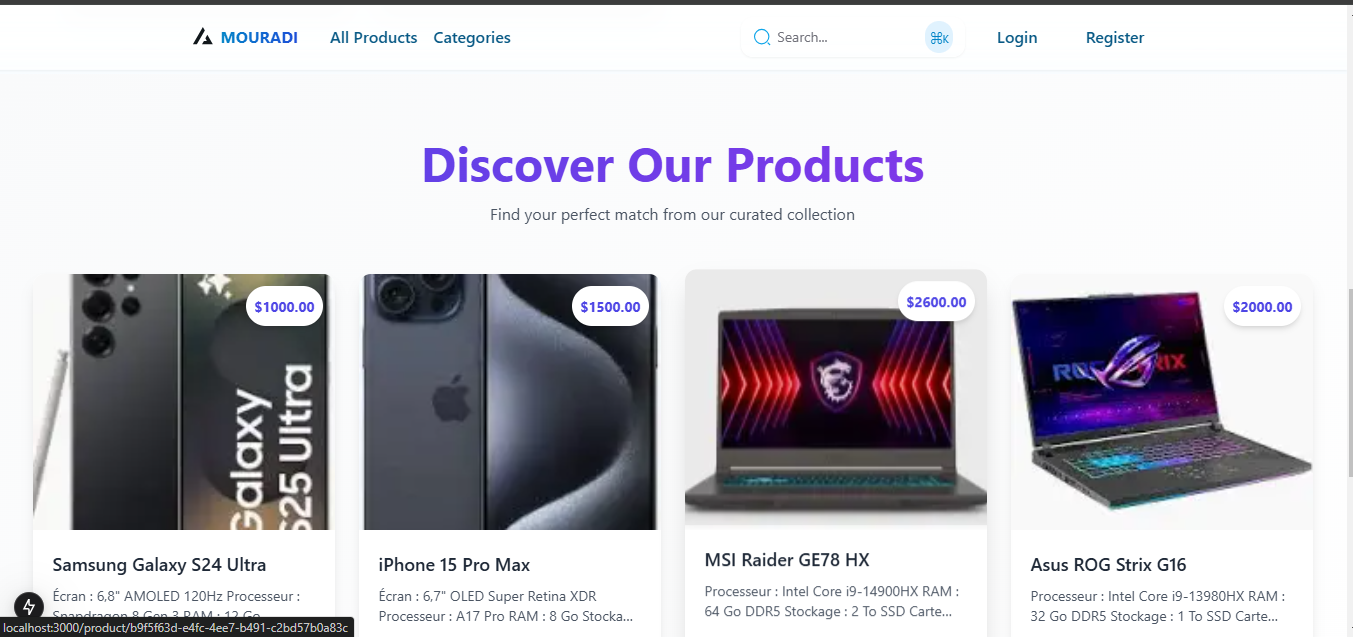 MOURADI All Products Categories Search... ⌘K Login Register
Discover Our Products
Find your perfect match from our curated collection
$1000.00 $1500.00 $2600.00 $2000.00
Galaxy
S25 Ultra
ROG STRIX
Samsung Galaxy S24 Ultra
Écran : 6,8" AMOLED 120Hz Processeur :
Snapdragon 8 Gen 3 RAM : 12 Go
iPhone 15 Pro Max
Écran : 6,7" OLED Super Retina XDR
Processeur : A17 Pro RAM : 8 Go Stocka...
MSI Raider GE78 HX
Processeur : Intel Core i9-14900HX RAM :
64 Go DDR5 Stockage : 2 To SSD Carte...
Asus ROG Strix G16
Processeur : Intel Core i9-13980HX RAM :
32 Go DDR5 Stockage : 1 To SSD Carte...
localhost:3000/product/b9f5f63d-e4fc-4ee7-b491-c2bd57b0a83c